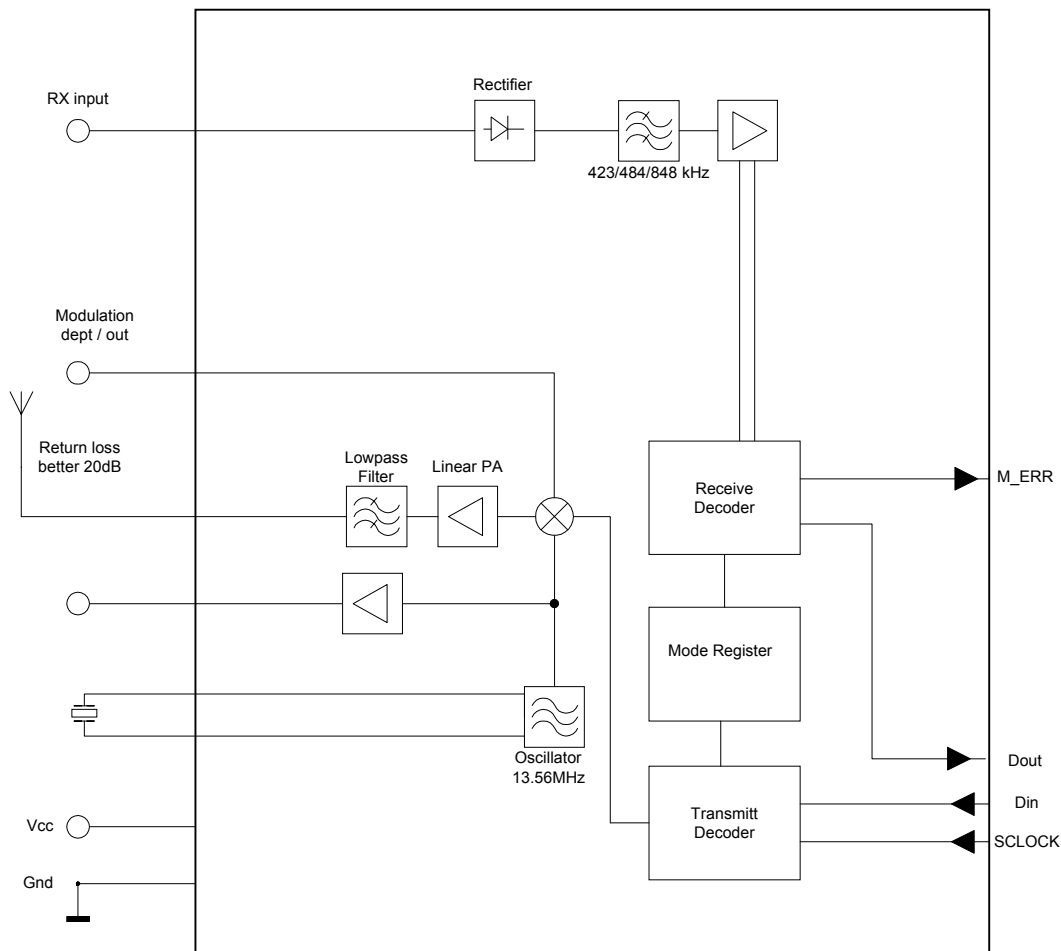 Rectifier
RX input
423/484/848 kHz
Modulation
dept / out
Return loss
better 20dB
Lowpass
Filter
Linear PA
Receive
Decoder
M_ERR
Mode Register
Oscillator
13.56MHz
Dout
Transmitt
Decoder
Din
SCLOCK
Vcc
Gnd